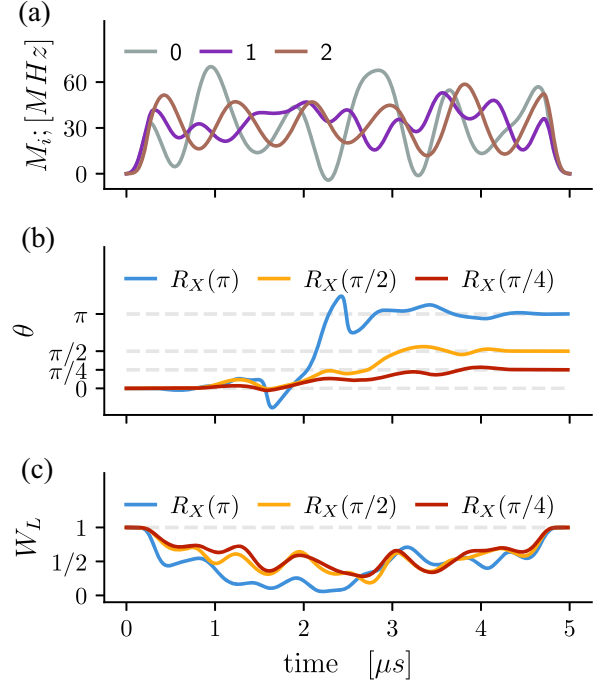 (a)
0 1 2
M_i; [MHz]
60
30
0
(b)
R_X(π) R_X(π/2) R_X(π/4)
θ
π
π/2
π/4
0
(c)
R_X(π) R_X(π/2) R_X(π/4)
W_L
1
1/2
0
0 1 2 3 4 5
time [μs]